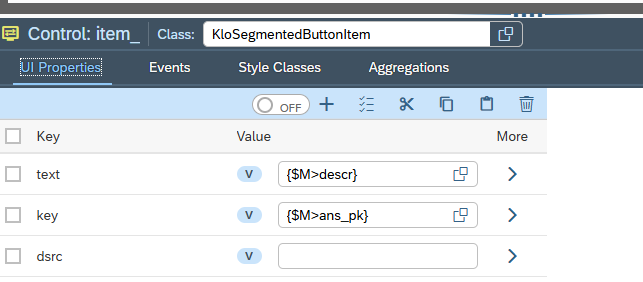 Control: item_ Class: KloSegmentedButtonItem
UI Properties Events Style Classes Aggregations
OFF
Key Value More
text V {$M>descr}
key V {$M>ans_pk}
dsrc V